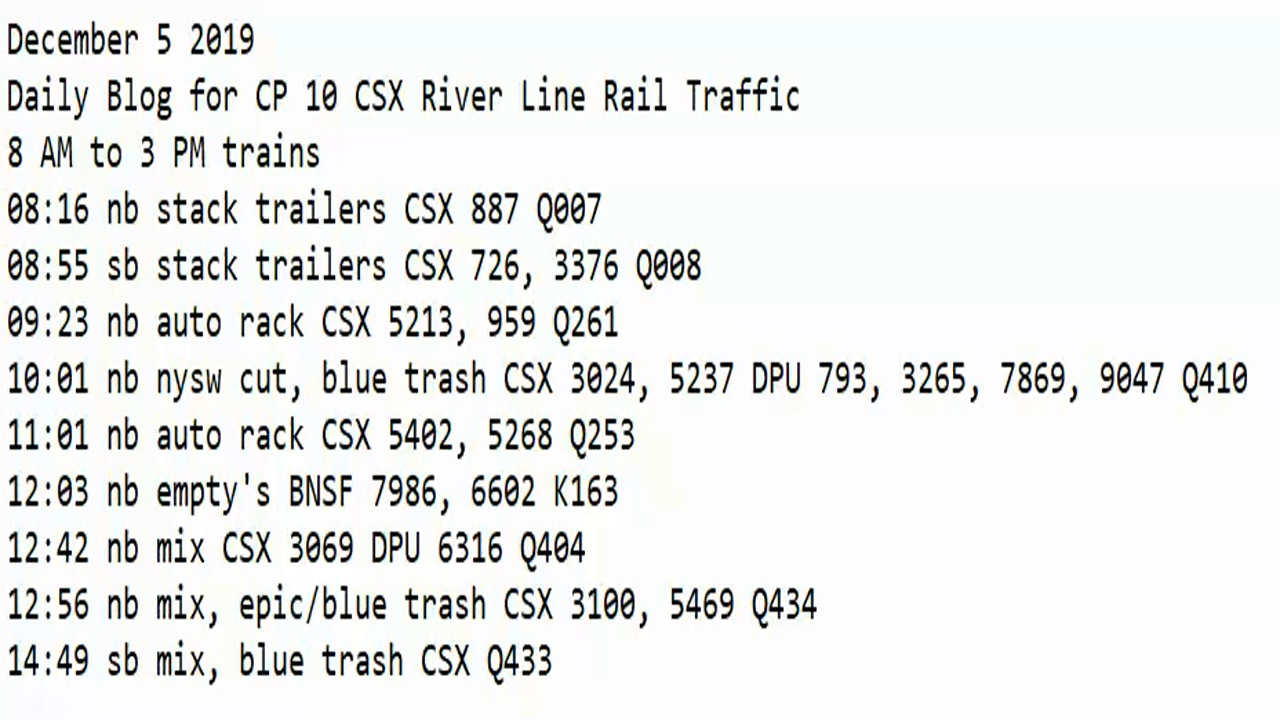 December 5 2019
Daily Blog for CP 10 CSX River Line Rail Traffic
8 AM to 3 PM trains
08:16 nb stack trailers CSX 887 Q007
08:55 sb stack trailers CSX 726, 3376 Q008
09:23 nb auto rack CSX 5213, 959 Q261
10:01 nb nysw cut, blue trash CSX 3024, 5237 DPU 793, 3265, 7869, 9047 Q410
11:01 nb auto rack CSX 5402, 5268 Q253
12:03 nb empty's BNSF 7986, 6602 K163
12:42 nb mix CSX 3069 DPU 6316 Q404
12:56 nb mix, epic/blue trash CSX 3100, 5469 Q434
14:49 sb mix, blue trash CSX Q433